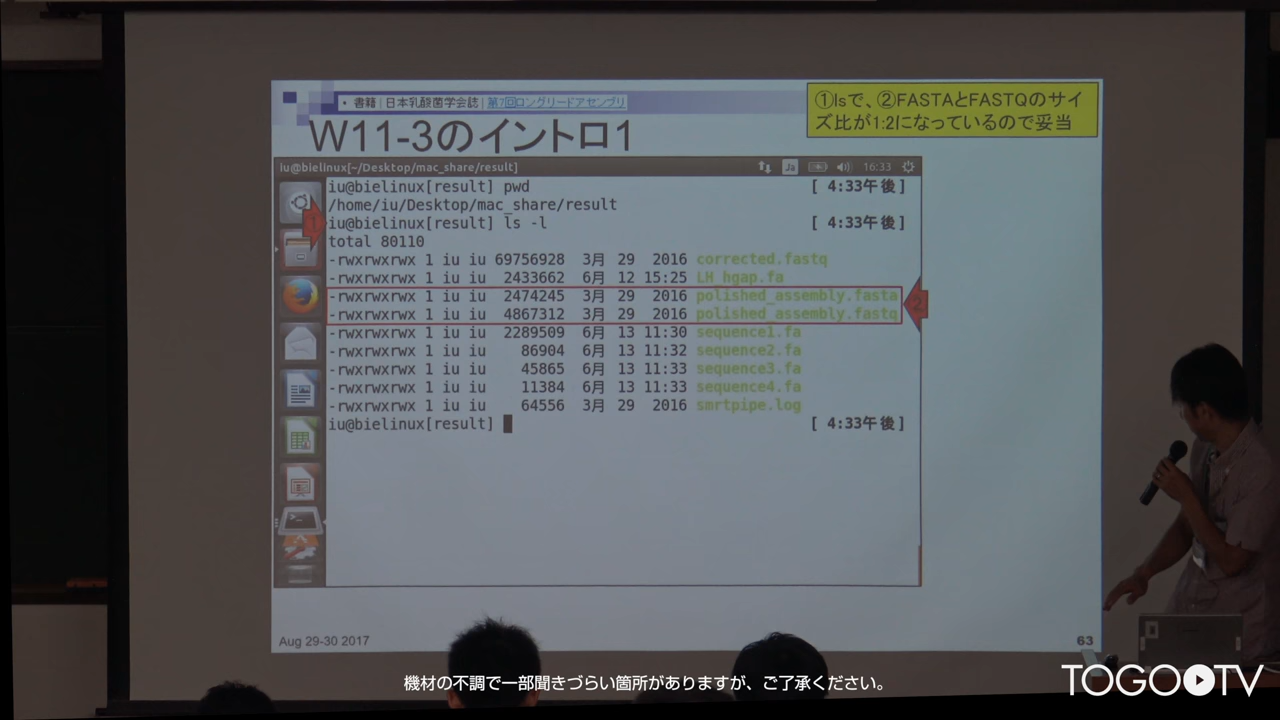 • 書籍 | 日本乳酸菌学会誌 | 第7回ロングリードアセンブリ
①lsで、②FASTAとFASTQのサイ
ズ比が1:2になっているので妥当
W11-3のイントロ1
iu@bielinux[~/Desktop/mac_share/result]
Ja
16:33
iu@bielinux[result] pwd [ 4:33午後]
/home/iu/Desktop/mac_share/result
iu@bielinux[result] ls -l [ 4:33午後]
total 80110
-rwxrwxrwx 1 iu iu 69756928 3月 29 2016 corrected.fastq
-rwxrwxrwx 1 iu iu 2433662 6月 12 15:25 LH_hgap.fa
-rwxrwxrwx 1 iu iu 2474245 3月 29 2016 polished_assembly.fasta
-rwxrwxrwx 1 iu iu 4867312 3月 29 2016 polished_assembly.fastq
-rwxrwxrwx 1 iu iu 2289509 6月 13 11:30 sequence1.fa
-rwxrwxrwx 1 iu iu 86904 6月 13 11:32 sequence2.fa
-rwxrwxrwx 1 iu iu 45865 6月 13 11:33 sequence3.fa
-rwxrwxrwx 1 iu iu 11384 6月 13 11:33 sequence4.fa
-rwxrwxrwx 1 iu iu 64556 3月 29 2016 smrtpipe.log
iu@bielinux[result] [ 4:33午後]
1
2
Aug 29-30 2017
63
機材の不調で一部聞きづらい箇所がありますが、ご了承ください。
TOGOTV